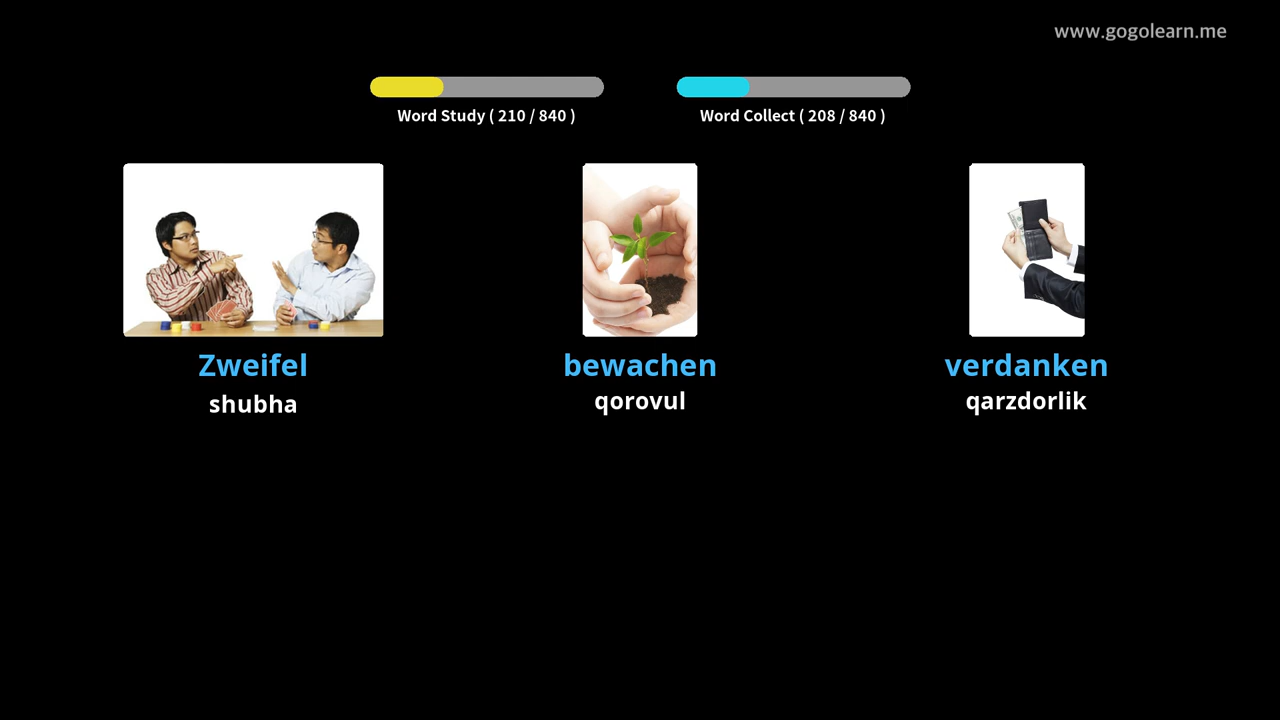 www.gogolearn.me
Word Study ( 210 / 840 )
Word Collect ( 208 / 840 )
Zweifel
shubha
bewachen
qorovul
verdanken
qarzdorlik